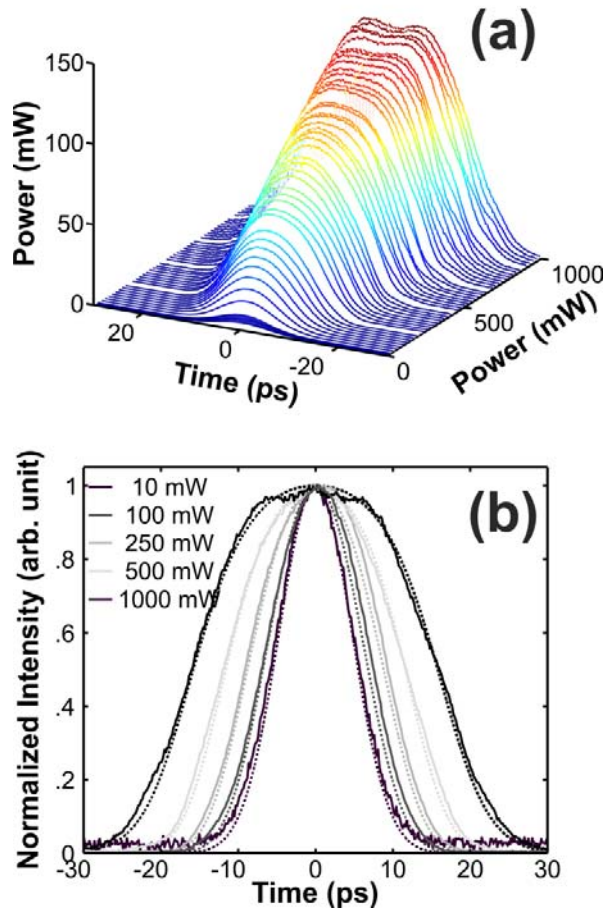 (a)
150
100
50
0
Power (mW)
20
0
-20
Time (ps)
0
500
1000
Power (mW)
(b)
1
.8
.6
.4
.2
0
Normalized Intensity (arb. unit)
10 mW
100 mW
250 mW
500 mW
1000 mW
-30
-20
-10
0
10
20
30
Time (ps)